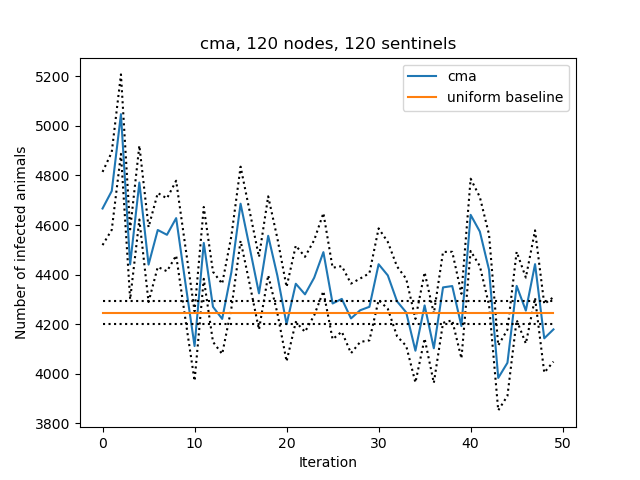 cma, 120 nodes, 120 sentinels
5200
5000
4800
4600
4400
4200
4000
3800
Number of infected animals
cma
uniform baseline
0
10
20
30
40
50
Iteration